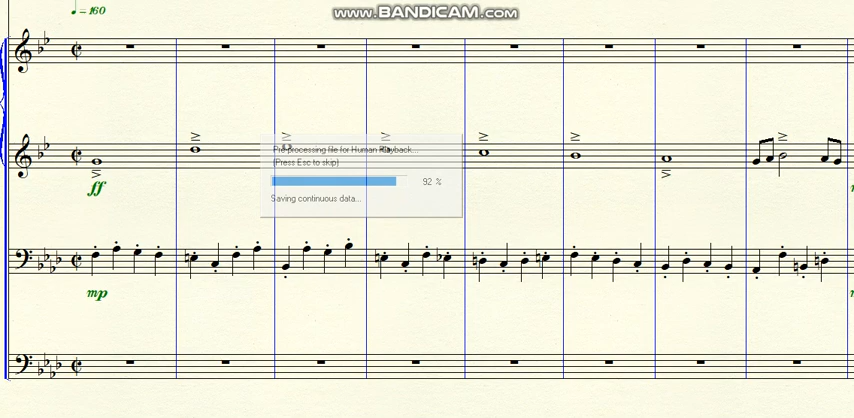 www.BANDICAM.com
♩ = 160
Pre-processing file for Human Playback...
(Press Esc to skip)
92 %
Saving continuous data...
ff
mp